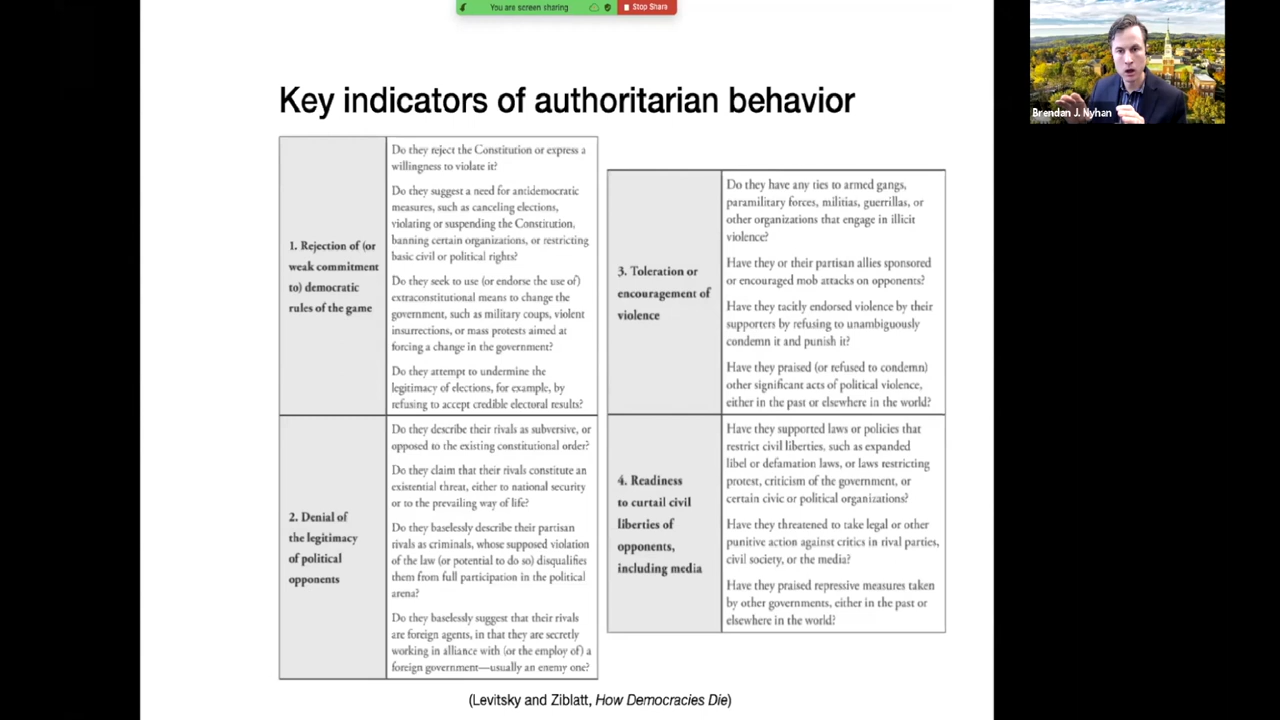 You are screen sharing
Stop Share
Brendan J. Nyhan
Key indicators of authoritarian behavior
1. Rejection of (or
weak commitment
to) democratic
rules of the game
Do they reject the Constitution or express a
willingness to violate it?
Do they suggest a need for antidemocratic
measures, such as canceling elections,
violating or suspending the Constitution,
banning certain organizations, or restricting
basic civil or political rights?
Do they seek to use (or endorse the use of)
extraconstitutional means to change the
government, such as military coups, violent
insurrections, or mass protests aimed at
forcing a change in the government?
Do they attempt to undermine the
legitimacy of elections, for example, by
refusing to accept credible electoral results?
2. Denial of
the legitimacy
of political
opponents
Do they describe their rivals as subversive, or
opposed to the existing constitutional order?
Do they claim that their rivals constitute an
existential threat, either to national security
or to the prevailing way of life?
Do they baselessly describe their partisan
rivals as criminals, whose supposed violation
of the law (or potential to do so) disqualifies
them from full participation in the political
arena?
Do they baselessly suggest that their rivals
are foreign agents, in that they are secretly
working in alliance with (or the employ of) a
foreign government—usually an enemy one?
3. Toleration or
encouragement of
violence
Do they have any ties to armed gangs,
paramilitary forces, militias, guerrillas, or
other organizations that engage in illicit
violence?
Have they or their partisan allies sponsored
or encouraged mob attacks on opponents?
Have they tacitly endorsed violence by their
supporters by refusing to unambiguously
condemn it and punish it?
Have they praised (or refused to condemn)
other significant acts of political violence,
either in the past or elsewhere in the world?
4. Readiness
to curtail civil
liberties of
opponents,
including media
Have they supported laws or policies that
restrict civil liberties, such as expanded
libel or defamation laws, or laws restricting
protest, criticism of the government, or
certain civic or political organizations?
Have they threatened to take legal or other
punitive action against critics in rival parties,
civil society, or the media?
Have they praised repressive measures taken
by other governments, either in the past or
elsewhere in the world?
(Levitsky and Ziblatt, How Democracies Die)